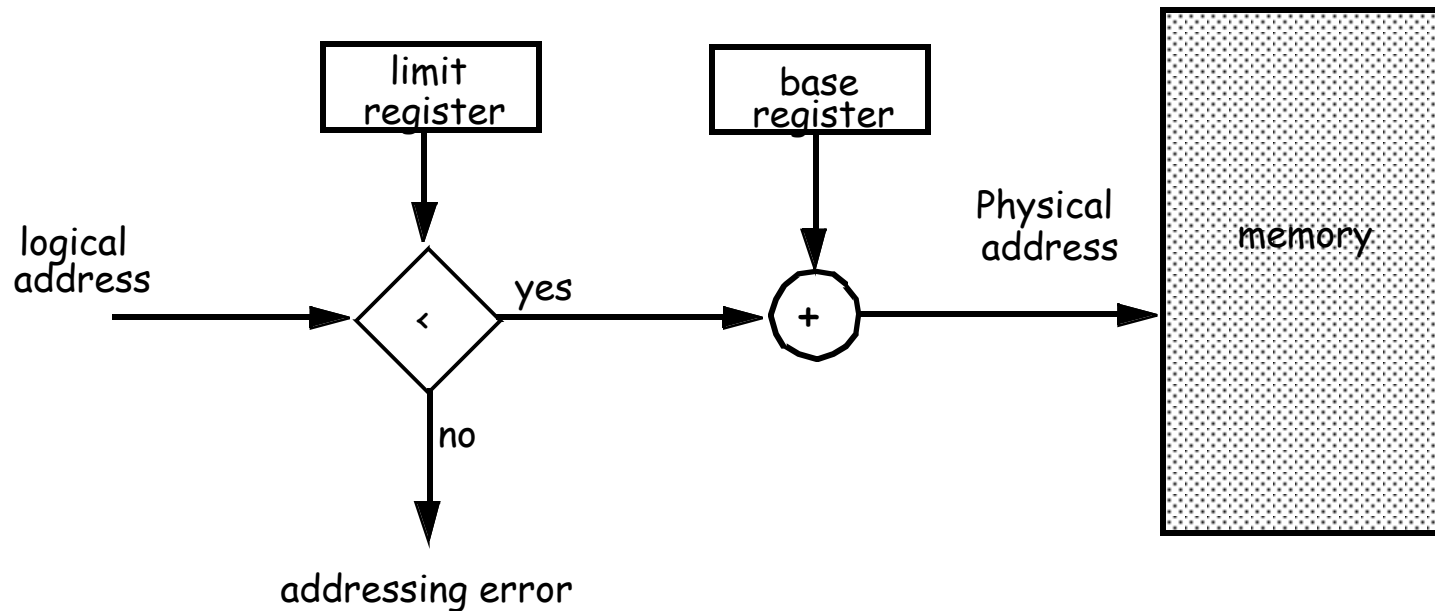 limit
register
base
register
Physical
address
memory
logical
address
yes
<
+
no
addressing error